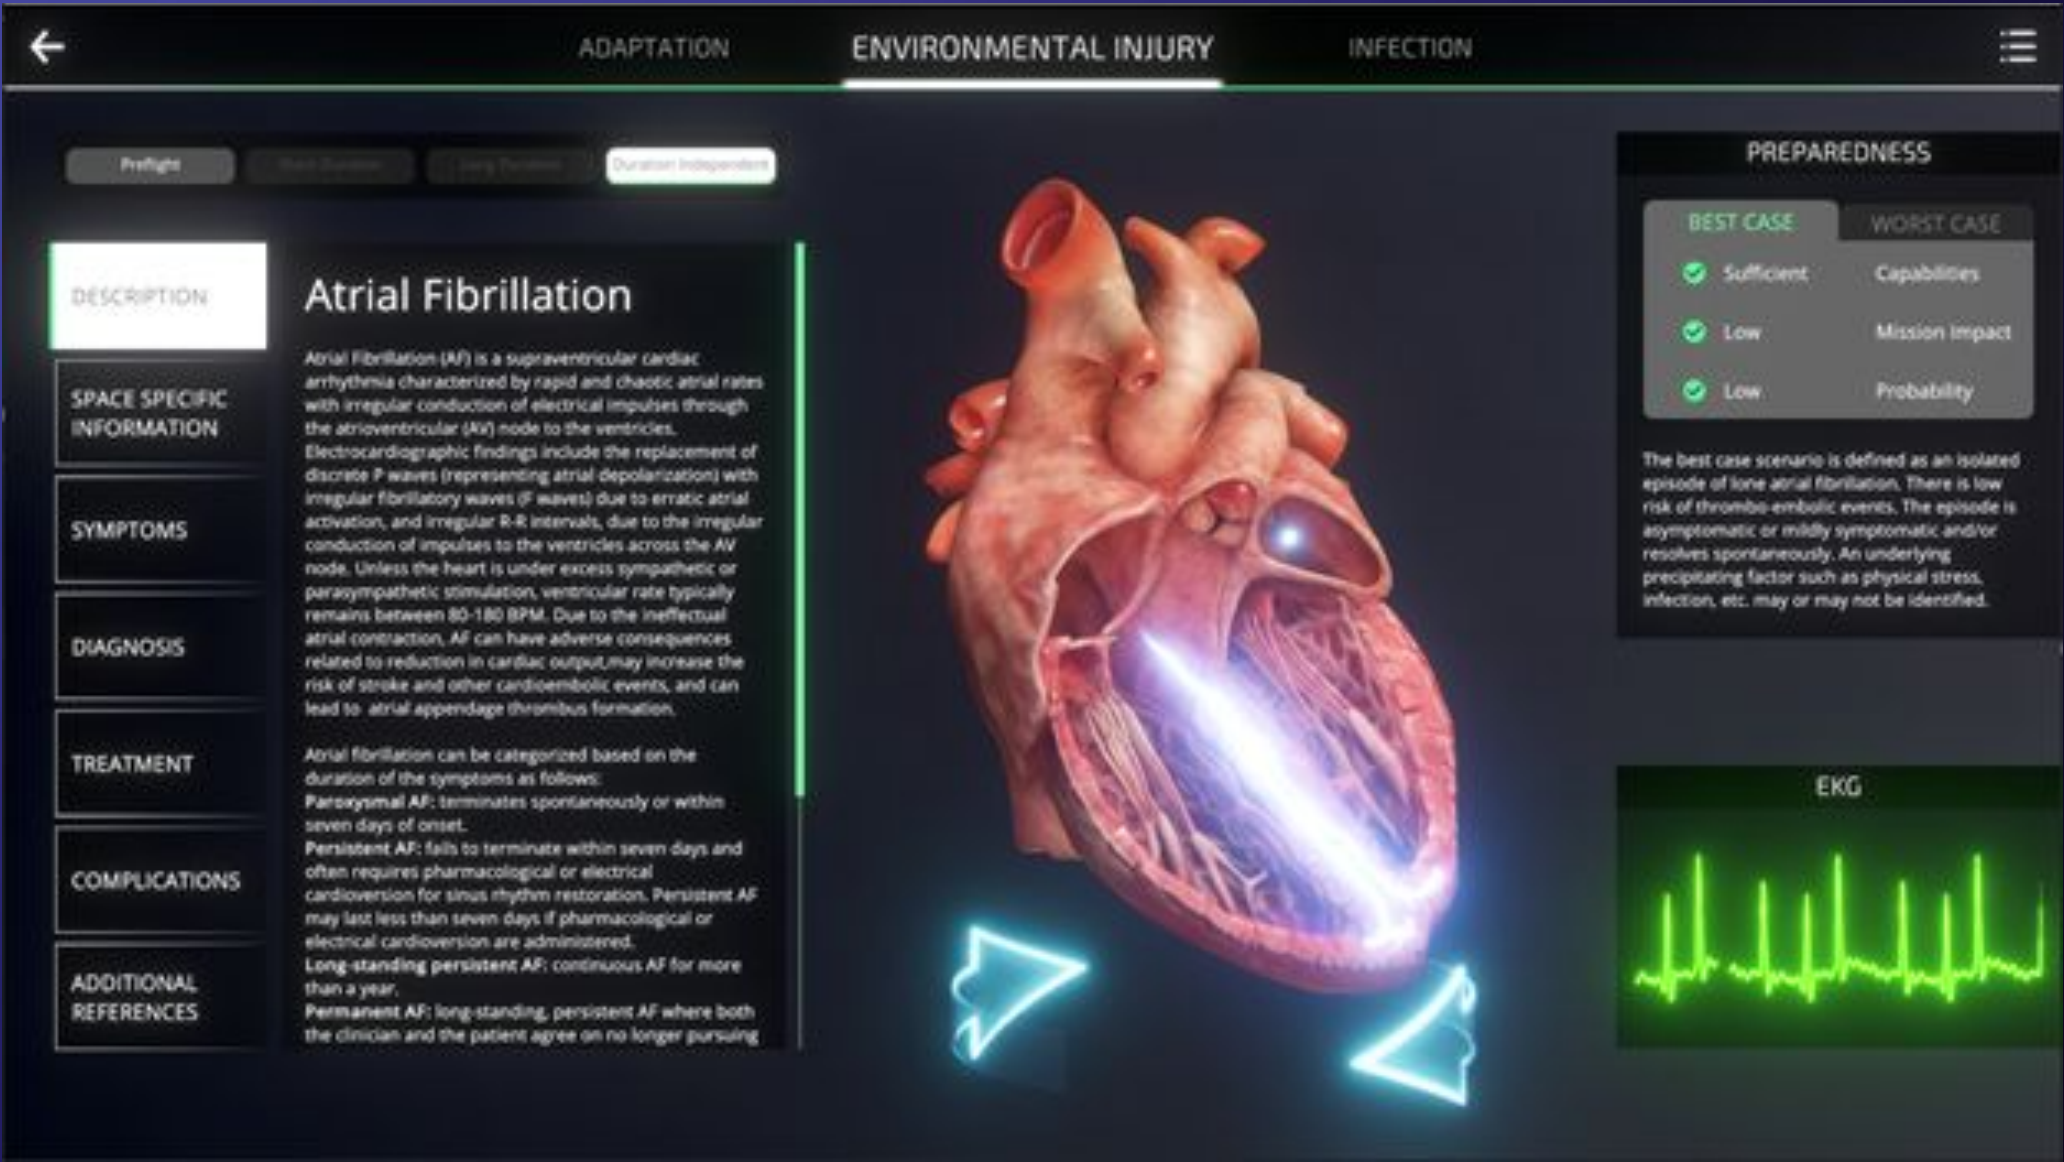 ADAPTATION
ENVIRONMENTAL INJURY
INFECTION
Preflight
Short Duration
Long Duration
Duration Independent
DESCRIPTION
SPACE SPECIFIC
INFORMATION
SYMPTOMS
DIAGNOSIS
TREATMENT
COMPLICATIONS
ADDITIONAL
REFERENCES
Atrial Fibrillation
Atrial Fibrillation (AF) is a supraventricular cardiac
arrhythmia characterized by rapid and chaotic atrial rates
with irregular conduction of electrical impulses through
the atrioventricular (AV) node to the ventricles.
Electrocardiographic findings include the replacement of
discrete P waves (representing atrial depolarization) with
irregular fibrillatory waves (F waves) due to erratic atrial
activation, and irregular R-R intervals, due to the irregular
conduction of impulses to the ventricles across the AV
node. Unless the heart is under excess sympathetic or
parasympathetic stimulation, ventricular rate typically
remains between 80-180 BPM. Due to the ineffectual
atrial contraction, AF can have adverse consequences
related to reduction in cardiac output,may increase the
risk of stroke and other cardioembolic events, and can
lead to atrial appendage thrombus formation.
Atrial fibrillation can be categorized based on the
duration of the symptoms as follows:
Paroxysmal AF: terminates spontaneously or within
seven days of onset.
Persistent AF: fails to terminate within seven days and
often requires pharmacological or electrical
cardioversion for sinus rhythm restoration. Persistent AF
may last less than seven days if pharmacological or
electrical cardioversion are administered.
Long-standing persistent AF: continuous AF for more
than a year.
Permanent AF: long-standing, persistent AF where both
the clinician and the patient agree on no longer pursuing
PREPAREDNESS
BEST CASE
WORST CASE
Sufficient Capabilities
Low Mission Impact
Low Probability
The best case scenario is defined as an isolated
episode of lone atrial fibrillation. There is low
risk of thrombo-embolic events. The episode is
asymptomatic or mildly symptomatic and/or
resolves spontaneously. An underlying
precipitating factor such as physical stress,
infection, etc. may or may not be identified.
EKG